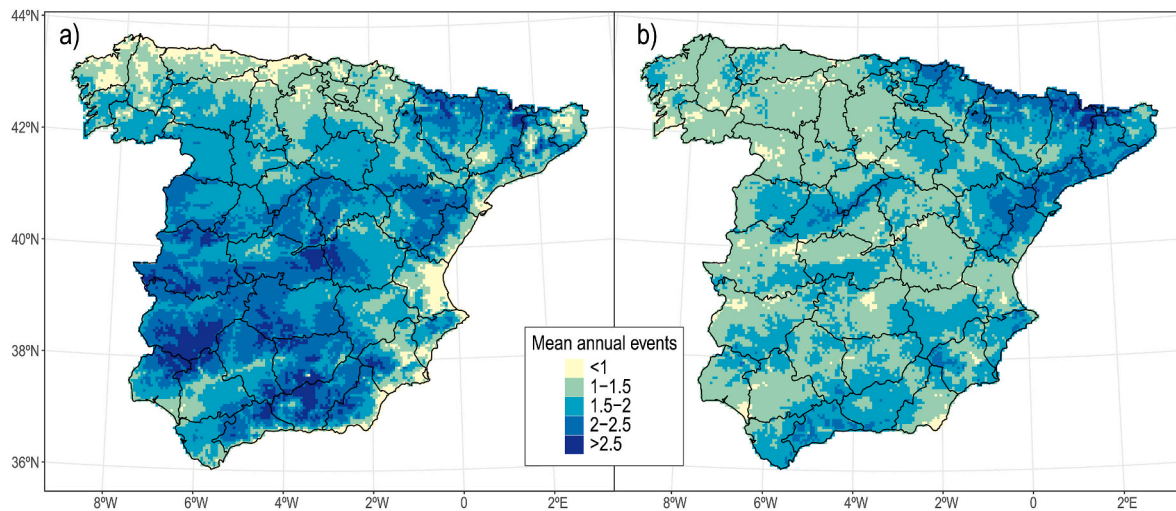 44ºN
42ºN
40ºN
38ºN
36ºN
a)
b)
Mean annual events
<1
1−1.5
1.5−2
2−2.5
>2.5
8ºW
6ºW
4ºW
2ºW
0
2ºE
8ºW
6ºW
4ºW
2ºW
0
2ºE